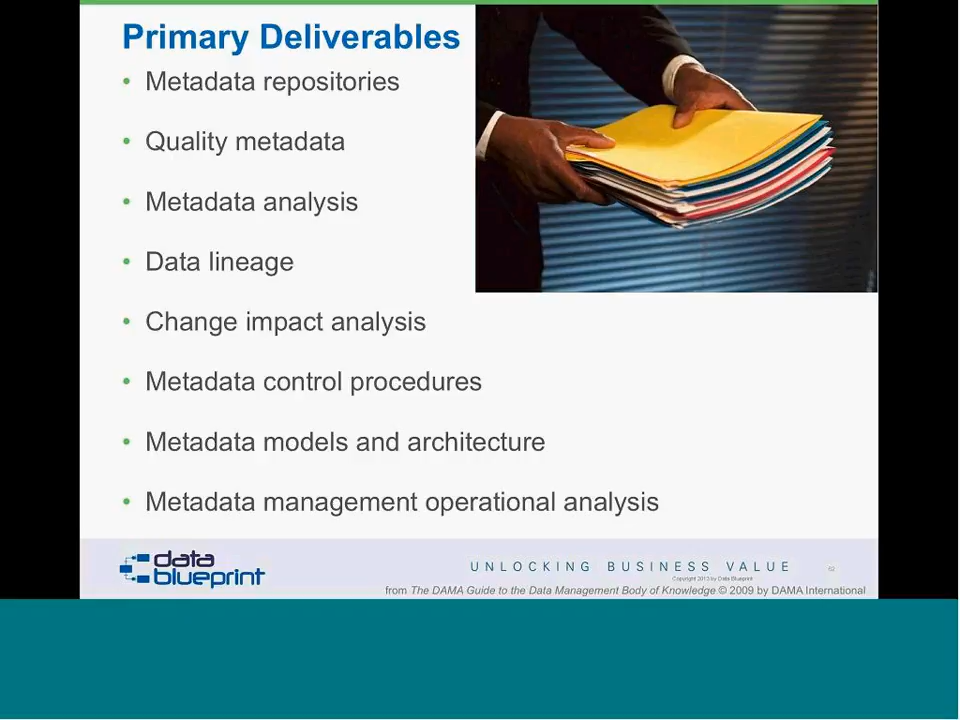 Primary Deliverables
• Metadata repositories
• Quality metadata
• Metadata analysis
• Data lineage
• Change impact analysis
• Metadata control procedures
• Metadata models and architecture
• Metadata management operational analysis
data
blueprint
UNLOCKING BUSINESS VALUE
Copyright 2013 by Data Blueprint
from The DAMA Guide to the Data Management Body of Knowledge © 2009 by DAMA International